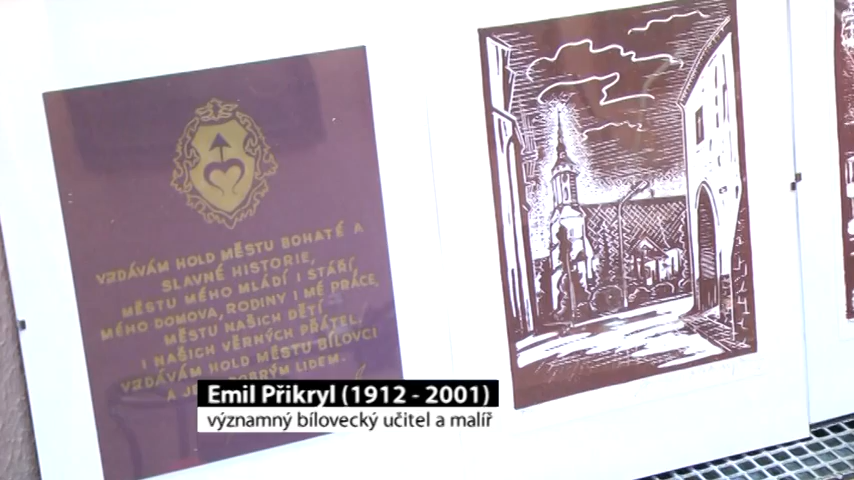 VZDÁVÁM HOLD MĚSTU BOHATÉ A
SLAVNÉ HISTORIE,
MĚSTU MÉHO MLÁDÍ I STÁŘÍ,
MÉHO DOMOVA, RODINY I MÉ PRÁCE,
MĚSTU NAŠICH DĚTÍ
I NAŠICH VĚRNÝCH PŘÁTEL.
VZDÁVÁM HOLD MĚSTU BÍLOVCI
A DOBRÝM LIDEM.
Emil Přikryl (1912 - 2001)
významný bílovecký učitel a malíř